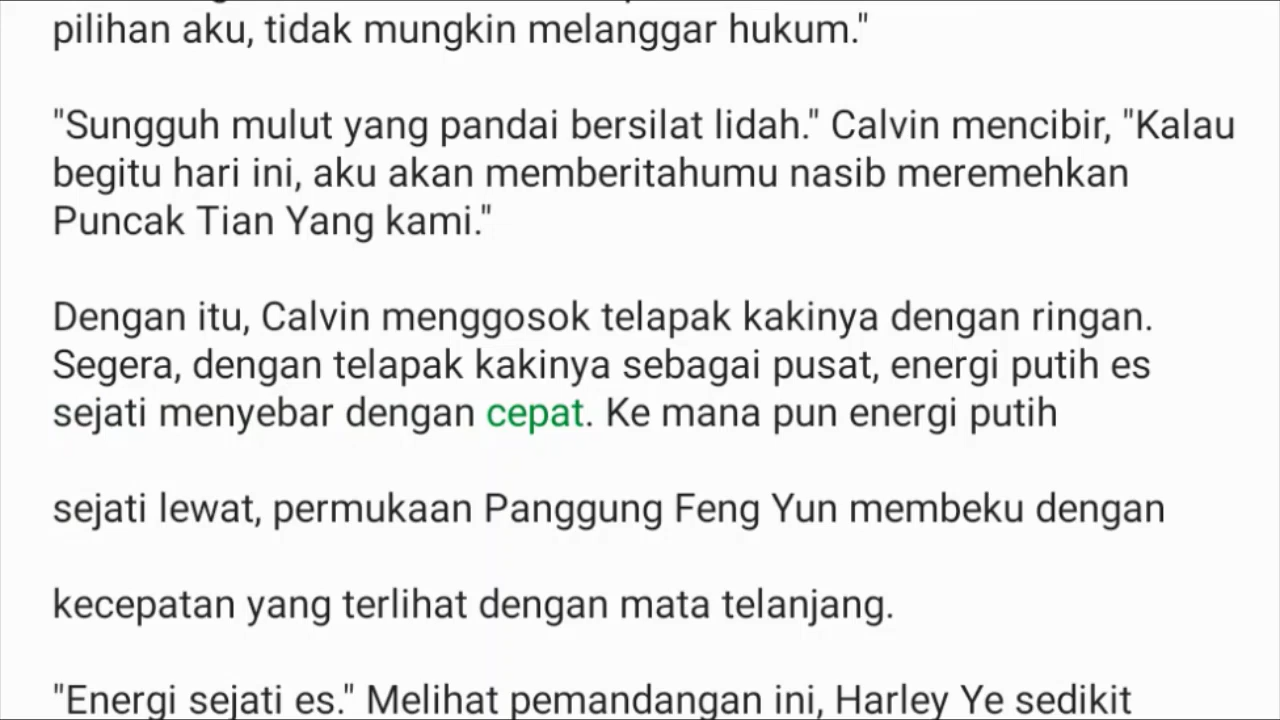 pilihan aku, tidak mungkin melanggar hukum."
"Sungguh mulut yang pandai bersilat lidah." Calvin mencibir, "Kalau
begitu hari ini, aku akan memberitahumu nasib meremehkan
Puncak Tian Yang kami."
Dengan itu, Calvin menggosok telapak kakinya dengan ringan.
Segera, dengan telapak kakinya sebagai pusat, energi putih es
sejati menyebar dengan cepat. Ke mana pun energi putih
sejati lewat, permukaan Panggung Feng Yun membeku dengan
kecepatan yang terlihat dengan mata telanjang.
"Energi sejati es." Melihat pemandangan ini, Harley Ye sedikit